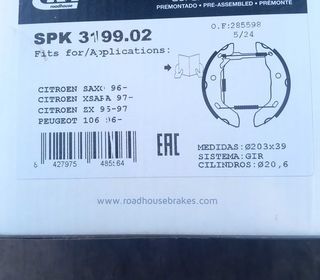 roadhouse
PREMONTADO • PRE-ASSEMBLED • PRÉMONTE
O.F:285598
5/24
SPK 3199.02
Fits for/Applications:
CITROEN SAXO 96-
CITROEN XSARA 97-
CITROEN ZX 95-97
PEUGEOT 106 96-
EAC
8 427975 485564
MEDIDAS: Ø203x39
SISTEMA: GIR
CILINDROS: Ø20,6
www.roadhousebrakes.com